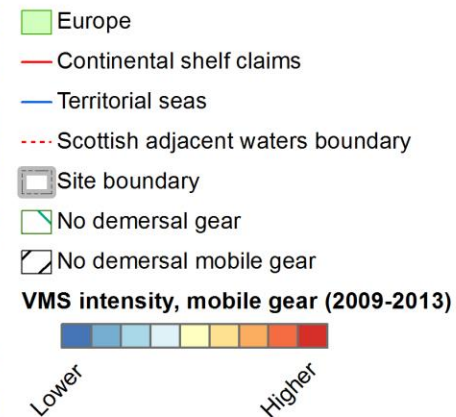 Europe
Continental shelf claims
Territorial seas
Scottish adjacent waters boundary
Site boundary
No demersal gear
No demersal mobile gear
VMS intensity, mobile gear (2009-2013)
Lower Higher